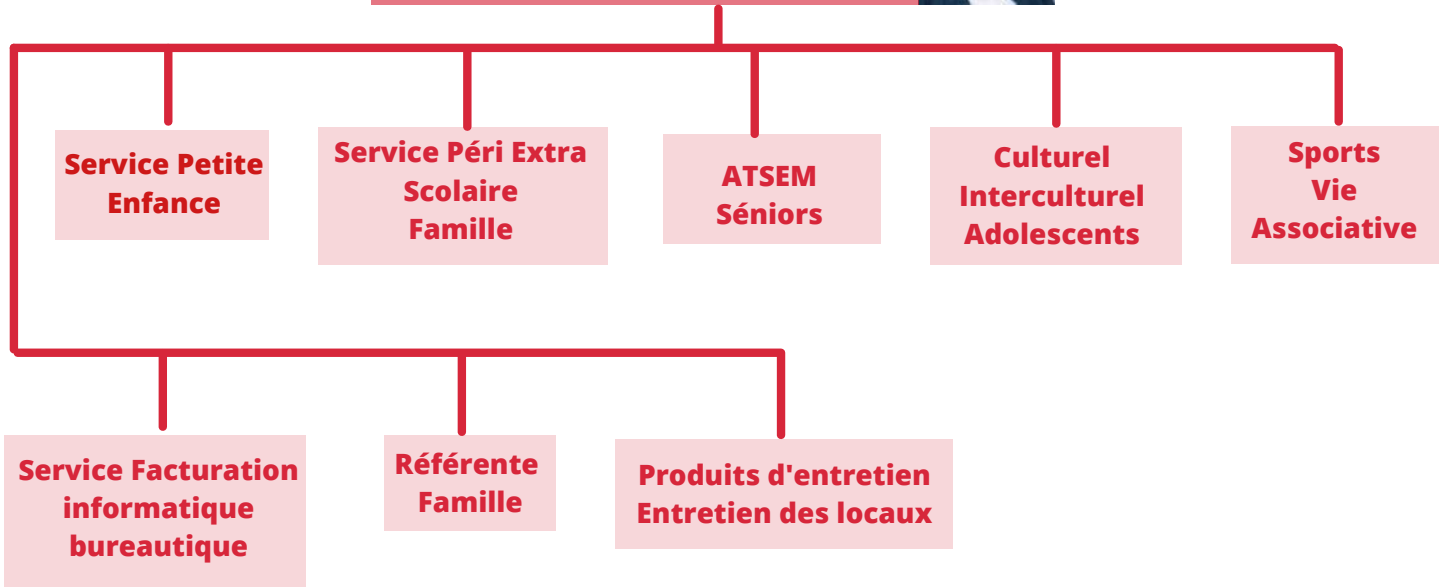 Service Petite
Enfance
Service Péri Extra
Scolaire
Famille
ATSEM
Séniors
Culturel
Interculturel
Adolescents
Sports
Vie
Associative
Service Facturation
informatique
bureautique
Référente
Famille
Produits d'entretien
Entretien des locaux